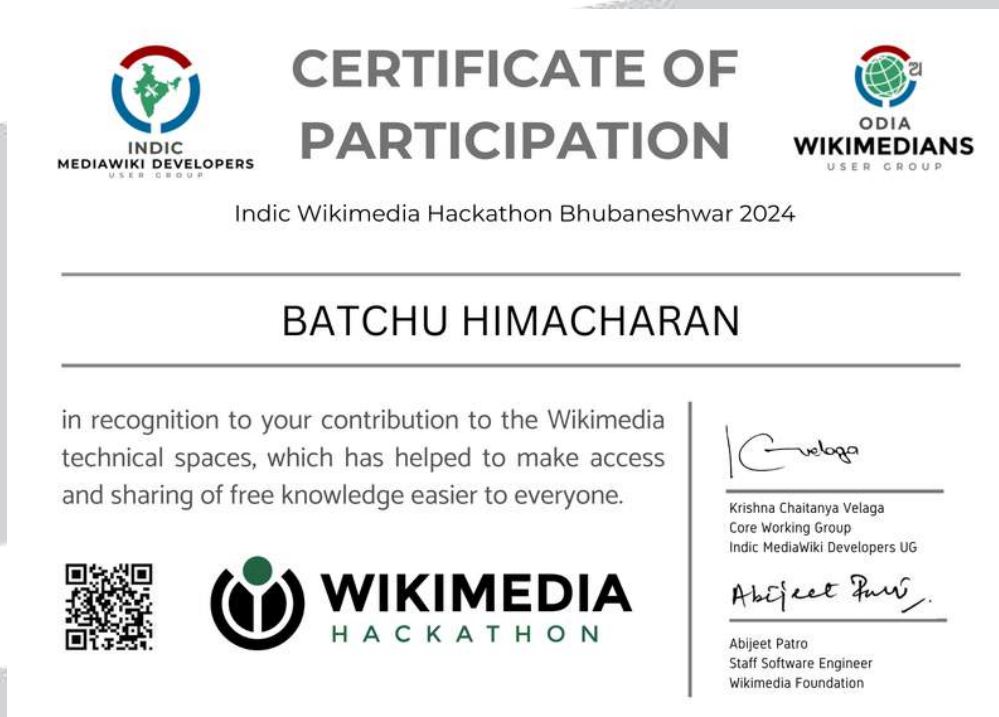 INDIC
MEDIAWIKI DEVELOPERS
USER GROUP
CERTIFICATE OF
PARTICIPATION
ODIA
WIKIMEDIANS
USER GROUP
Indic Wikimedia Hackathon Bhubaneshwar 2024
BATCHU HIMACHARAN
in recognition to your contribution to the Wikimedia
technical spaces, which has helped to make access
and sharing of free knowledge easier to everyone.
WIKIMEDIA
HACKATHON
Velaga
Krishna Chaitanya Velaga
Core Working Group
Indic MediaWiki Developers UG
Abijeet
Abijeet Patro
Staff Software Engineer
Wikimedia Foundation